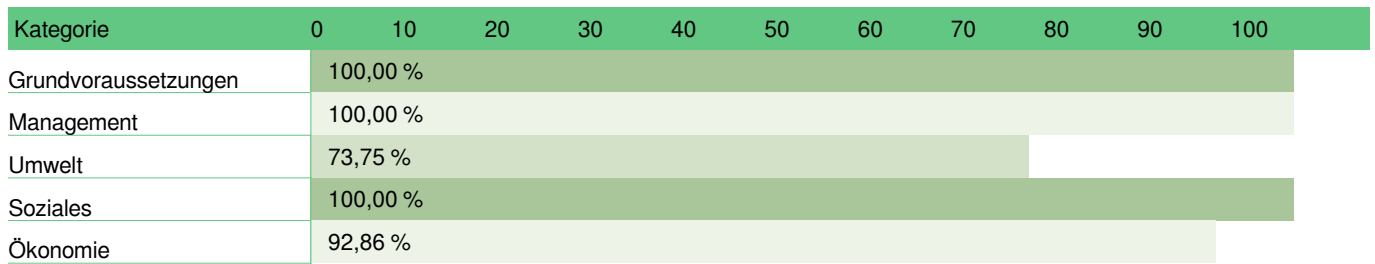 Kategorie 0 10 20 30 40 50 60 70 80 90 100
Grundvoraussetzungen 100,00 %
Management 100,00 %
Umwelt 73,75 %
Soziales 100,00 %
Ökonomie 92,86 %